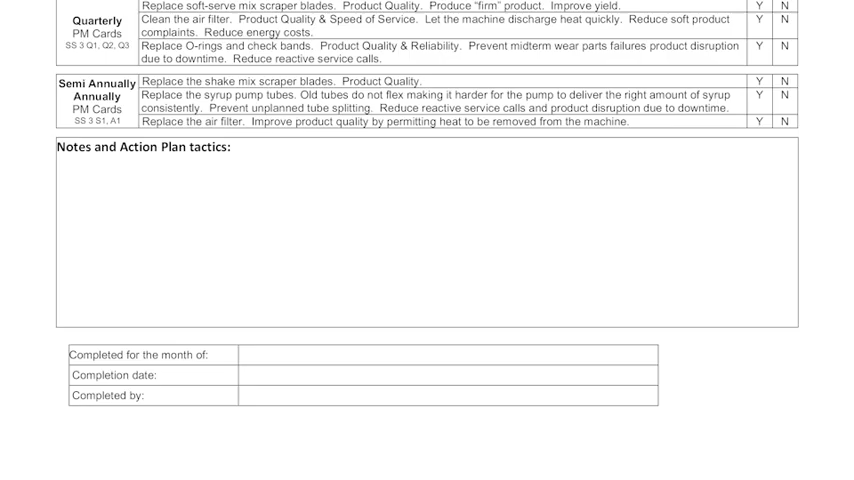 Replace soft-serve mix scraper blades. Product Quality. Produce “firm” product. Improve yield. Y N
Quarterly
PM Cards
SS 3 Q1, Q2, Q3
Clean the air filter. Product Quality & Speed of Service. Let the machine discharge heat quickly. Reduce soft product Y N
complaints. Reduce energy costs.
Replace O-rings and check bands. Product Quality & Reliability. Prevent midterm wear parts failures product disruption Y N
due to downtime. Reduce reactive service calls.
Semi Annually
Annually
PM Cards
SS 3 S1, A1
Replace the shake mix scraper blades. Product Quality. Y N
Replace the syrup pump tubes. Old tubes do not flex making it harder for the pump to deliver the right amount of syrup Y N
consistently. Prevent unplanned tube splitting. Reduce reactive service calls and product disruption due to downtime.
Replace the air filter. Improve product quality by permitting heat to be removed from the machine. Y N
Notes and Action Plan tactics:
Completed for the month of:
Completion date:
Completed by: